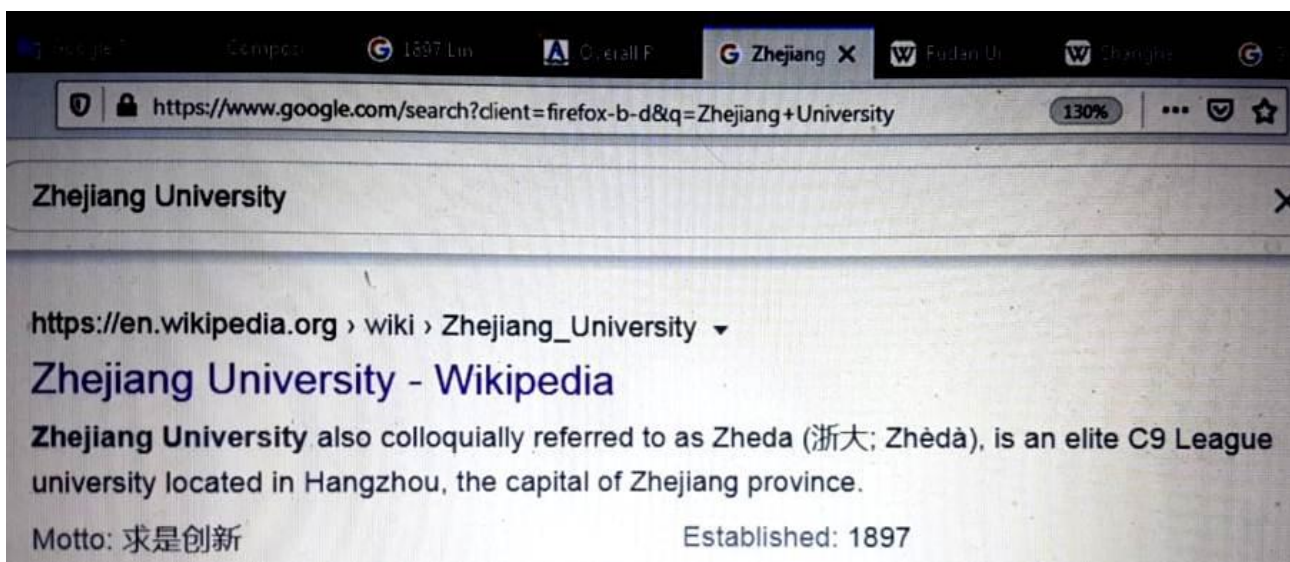 1897 Lin
Zhejiang
Fudan Un
https://www.google.com/search?client=firefox-b-d&q=Zhejiang+University
130%
Zhejiang University
https://en.wikipedia.org › wiki › Zhejiang_University
Zhejiang University - Wikipedia
Zhejiang University also colloquially referred to as Zheda (浙大; Zhèdà), is an elite C9 League
university located in Hangzhou, the capital of Zhejiang province.
Motto: 求是创新
Established: 1897